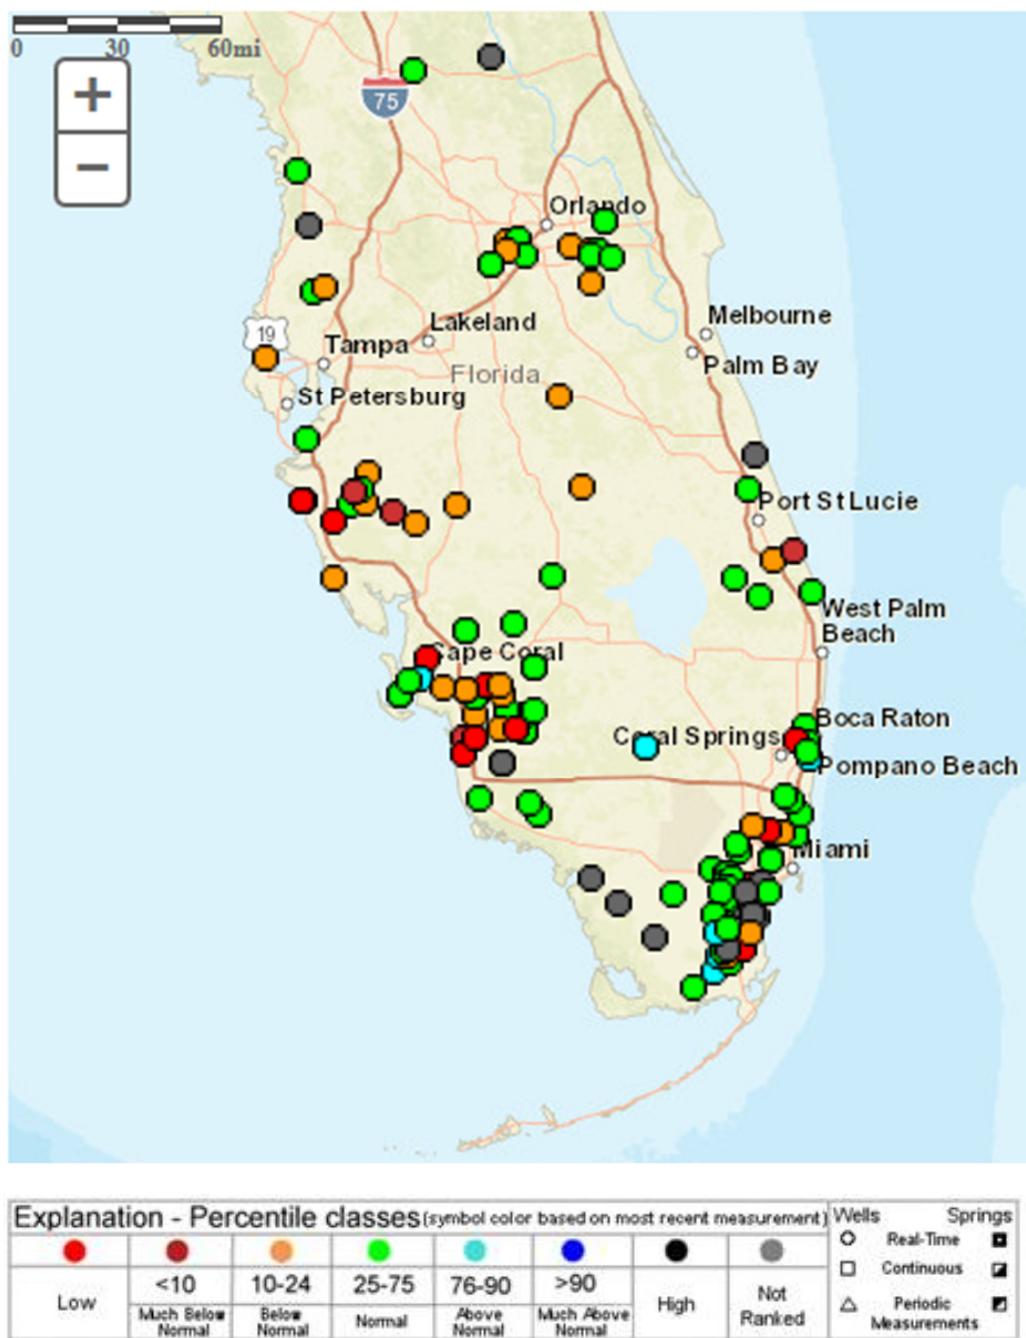 0 30 60mi
+
75
−
Orlando
Melbourne
Lakeland
19
Tampa
Palm Bay
Florida
St Petersburg
Port St Lucie
West Palm
Beach
Cape Coral
Boca Raton
Coral Springs
Pompano Beach
Miami
Explanation - Percentile classes (symbol color based on most recent measurement)
Low
<10
Much Below
Normal
10-24
Below
Normal
25-75
Normal
76-90
Above
Normal
>90
Much Above
Normal
High
Not
Ranked
Wells Springs
Real-Time
Continuous
Periodic
Measurements